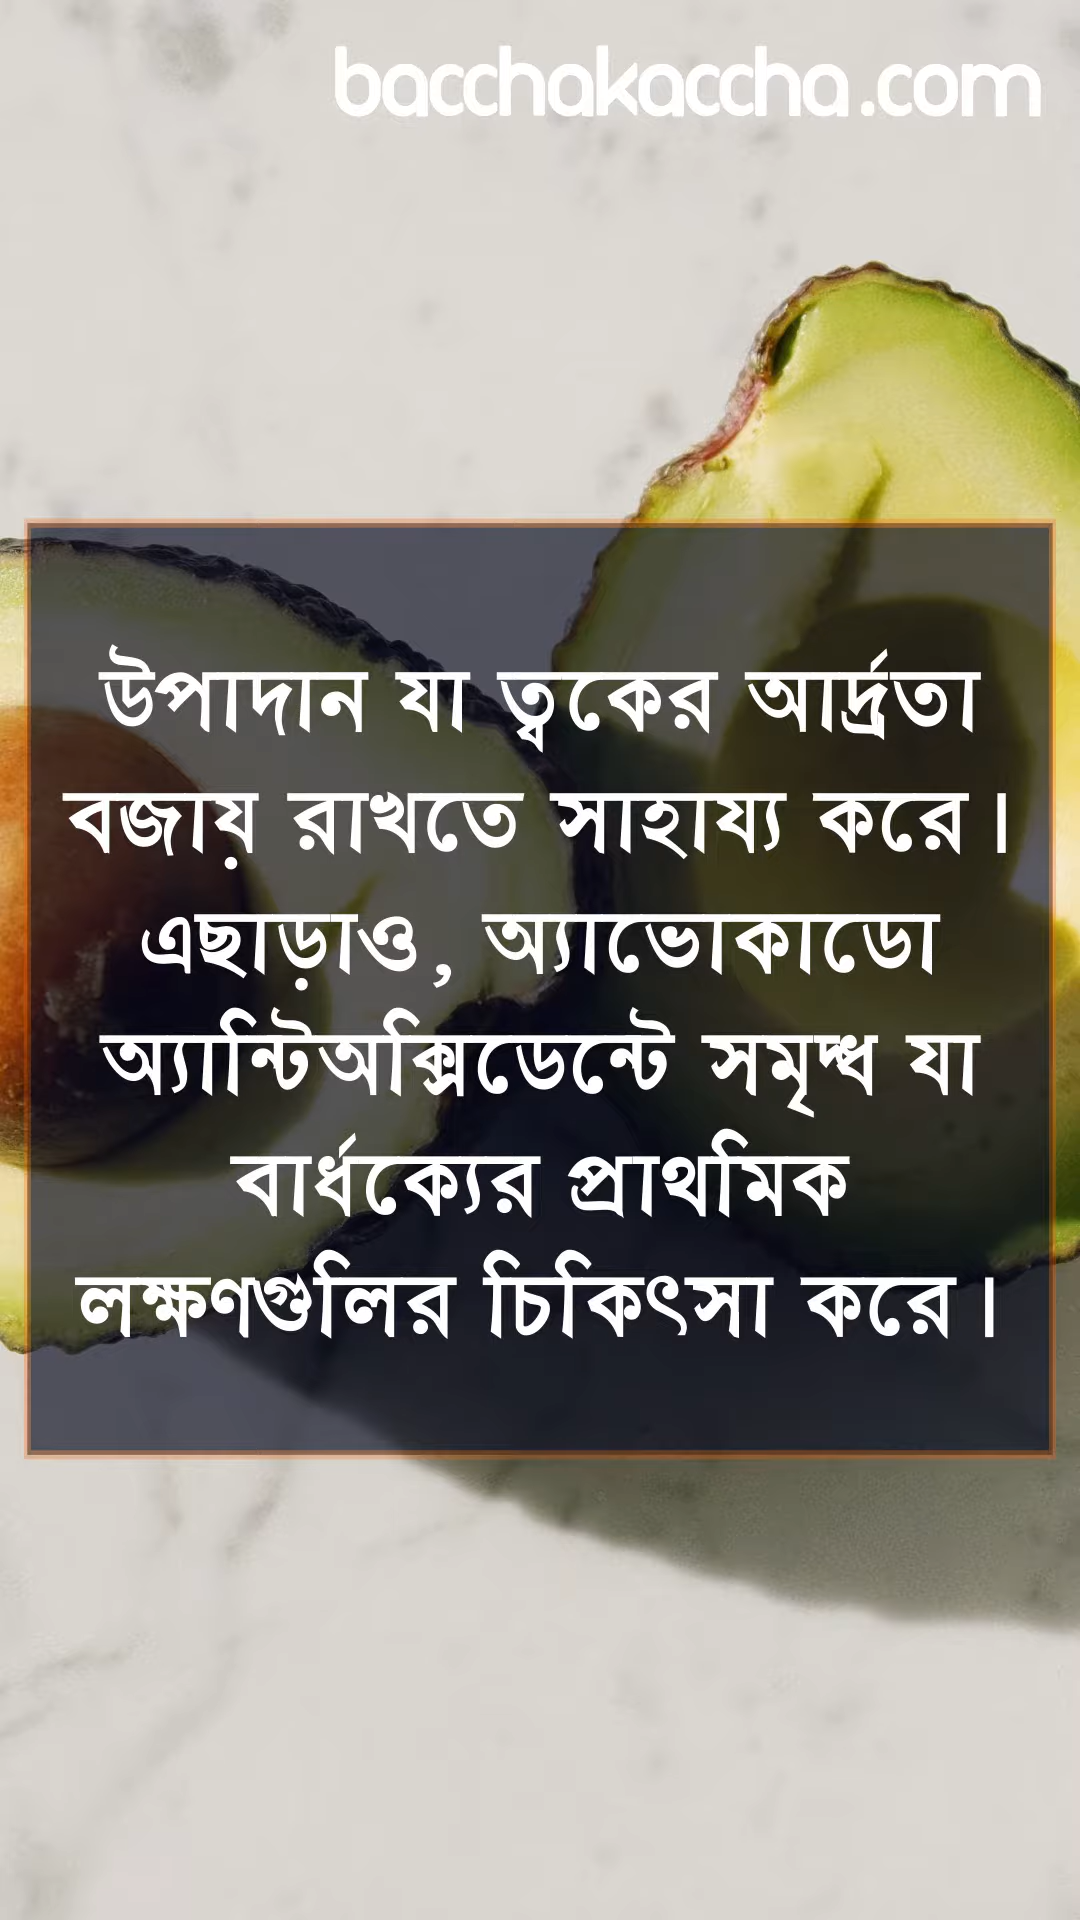 bacchakaccha.com
উপাদান যা ত্বকের আর্দ্রতা
বজায় রাখতে সাহায্য করে।
এছাড়াও, অ্যাভোকাডো
অ্যান্টিঅক্সিডেন্টে সমৃদ্ধ যা
বার্ধক্যের প্রাথমিক
লক্ষণগুলির চিকিৎসা করে।